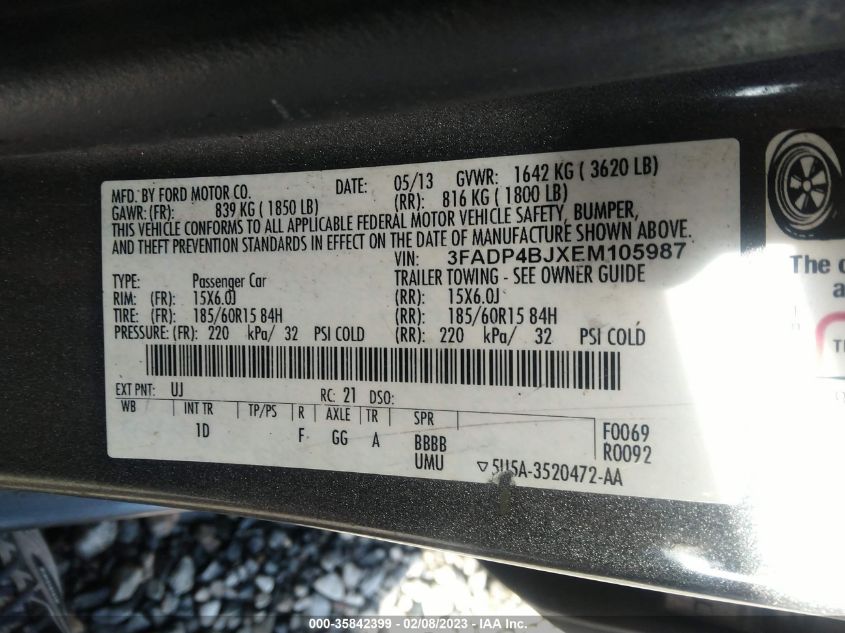 MFD. BY FORD MOTOR CO. DATE: 05/13 GVWR: 1642 KG ( 3620 LB)
GAWR: (FR): 839 KG ( 1850 LB) (RR): 816 KG ( 1800 LB)
THIS VEHICLE CONFORMS TO ALL APPLICABLE FEDERAL MOTOR VEHICLE SAFETY, BUMPER,
AND THEFT PREVENTION STANDARDS IN EFFECT ON THE DATE OF MANUFACTURE SHOWN ABOVE.
VIN: 3FADP4BJXEM105987
TYPE: Passenger Car TRAILER TOWING - SEE OWNER GUIDE
RIM: (FR): 15X6.0J (RR): 15X6.0J
TIRE: (FR): 185/60R15 84H (RR): 185/60R15 84H
PRESSURE: (FR): 220 kPa/ 32 PSI COLD (RR): 220 kPa/ 32 PSI COLD
EXT PNT: UJ RC: 21 DSO:
WB INT TR TP/PS R AXLE TR SPR
1D F GG A BBBB F0069
UMU R0092
5U5A-3520472-AA
The
a
000-35842399 - 02/08/2023 - IAA Inc.